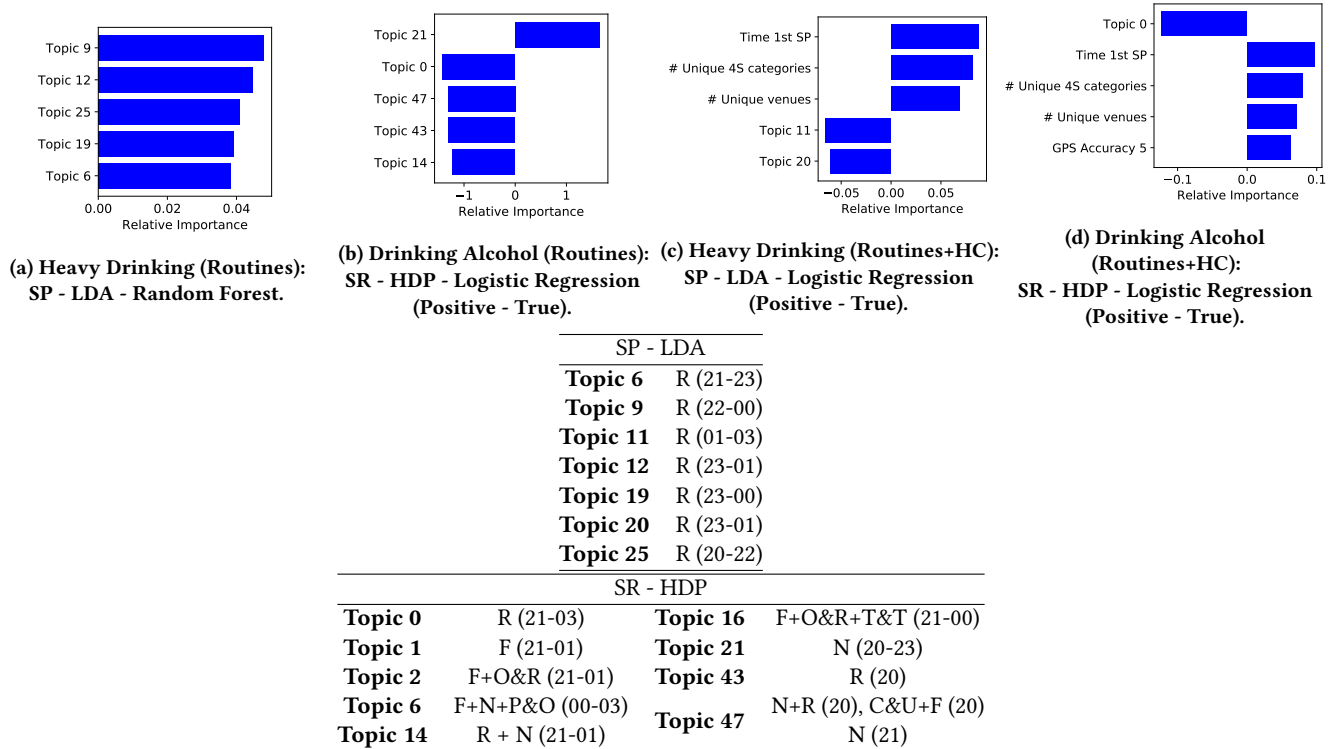 Topic 9
Topic 12
Topic 25
Topic 19
Topic 6
0.00 0.02 0.04
Relative Importance
(a) Heavy Drinking (Routines):
SP - LDA - Random Forest.
Topic 21
Topic 0
Topic 47
Topic 43
Topic 14
−1 0 1
Relative Importance
(b) Drinking Alcohol (Routines):
SR - HDP - Logistic Regression
(Positive - True).
Time 1st SP
# Unique 4S categories
# Unique venues
Topic 11
Topic 20
−0.05 0.00 0.05
Relative Importance
(c) Heavy Drinking (Routines+HC):
SP - LDA - Logistic Regression
(Positive - True).
Topic 0
Time 1st SP
# Unique 4S categories
# Unique venues
GPS Accuracy 5
−0.1 0.0 0.1
Relative Importance
(d) Drinking Alcohol
(Routines+HC):
SR - HDP - Logistic Regression
(Positive - True).
SP - LDA
Topic 6 R (21-23)
Topic 9 R (22-00)
Topic 11 R (01-03)
Topic 12 R (23-01)
Topic 19 R (23-00)
Topic 20 R (23-01)
Topic 25 R (20-22)
SR - HDP
Topic 0 R (21-03) Topic 16 F+O&R+T&T (21-00)
Topic 1 F (21-01) Topic 21 N (20-23)
Topic 2 F+O&R (21-01) Topic 43 R (20)
Topic 6 F+N+P&O (00-03) Topic 47 N+R (20), C&U+F (20)
Topic 14 R + N (21-01) N (21)